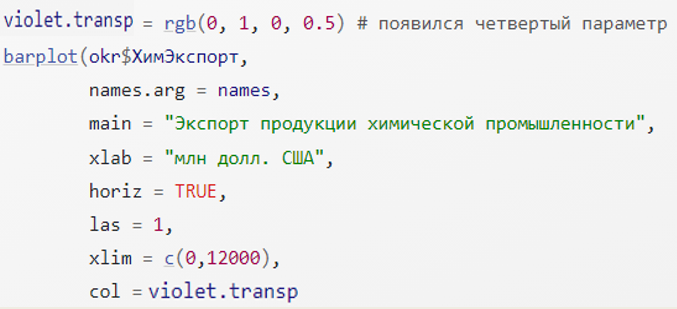 violet.transp = rgb(0, 1, 0, 0.5) # появился четвертый параметр
barplot(okr$ХимЭкспорт,
names.arg = names,
main = "Экспорт продукции химической промышленности",
xlab = "млн долл. США",
horiz = TRUE,
las = 1,
xlim = c(0,12000),
col = violet.transp